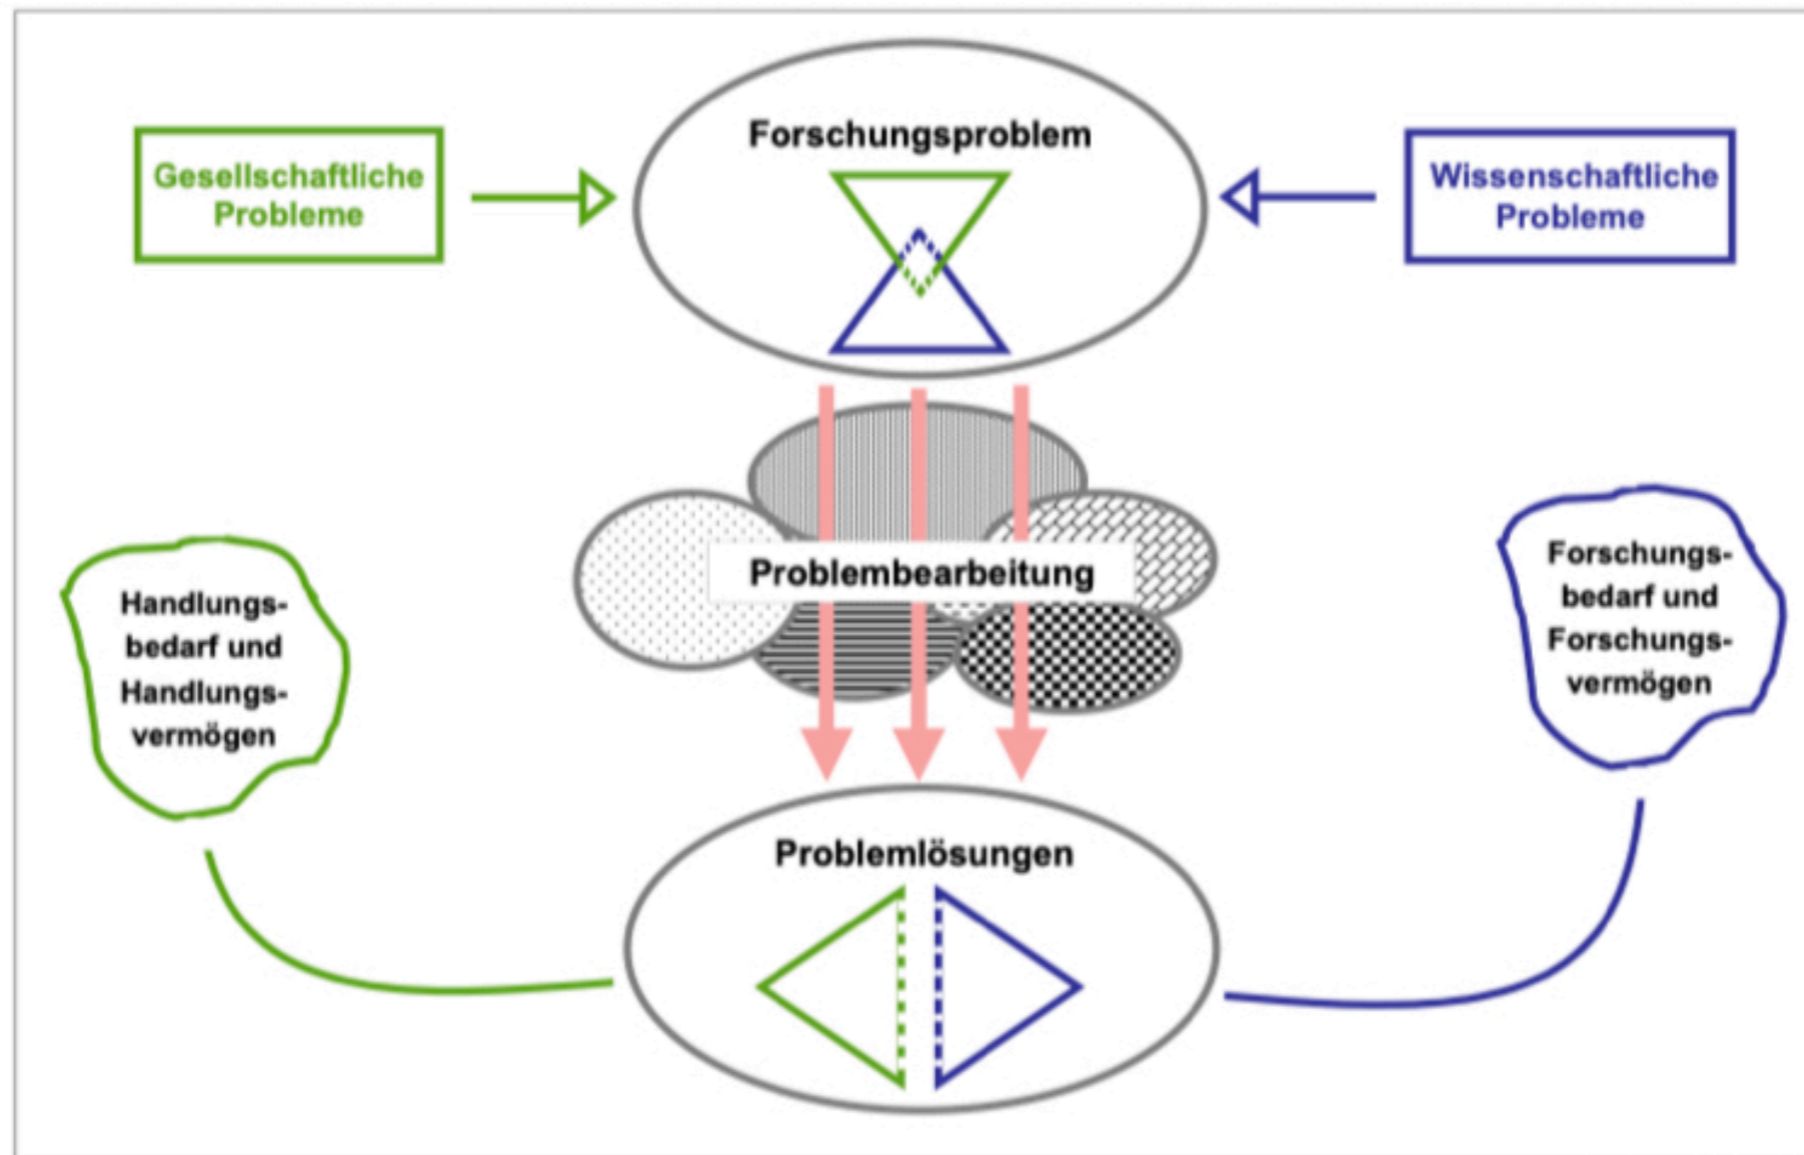 Forschungsproblem
Gesellschaftliche
Probleme
Wissenschaftliche
Probleme
Problembearbeitung
Handlungs-
bedarf und
Handlungs-
vermögen
Forschungs-
bedarf und
Forschungs-
vermögen
Problemlösungen